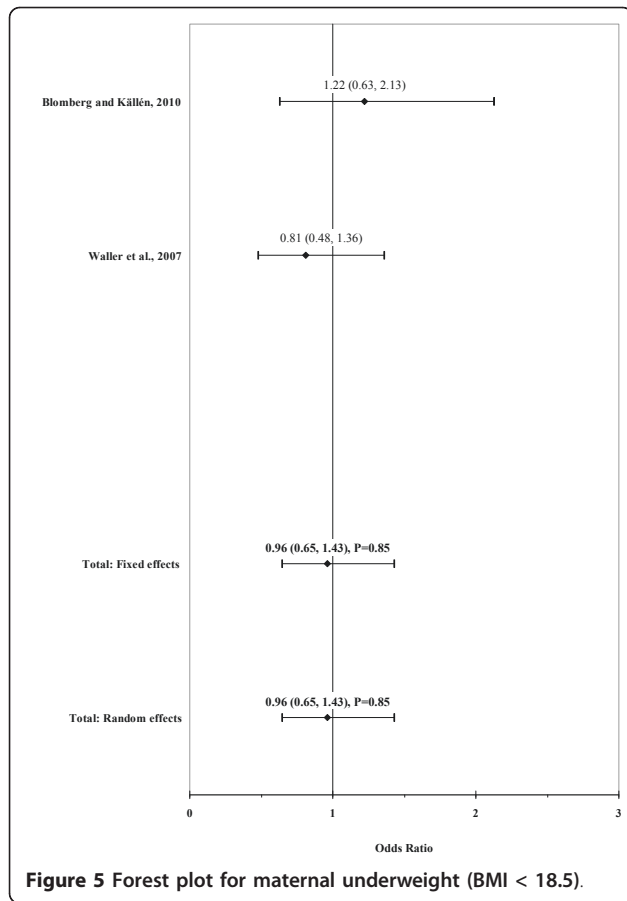 1.22 (0.63, 2.13)
Blomberg and Källén, 2010
0.81 (0.48, 1.36)
Waller et al., 2007
0.96 (0.65, 1.43), P=0.85
Total: Fixed effects
0.96 (0.65, 1.43), P=0.85
Total: Random effects
0 1 2 3
Odds Ratio
Figure 5 Forest plot for maternal underweight (BMI < 18.5).